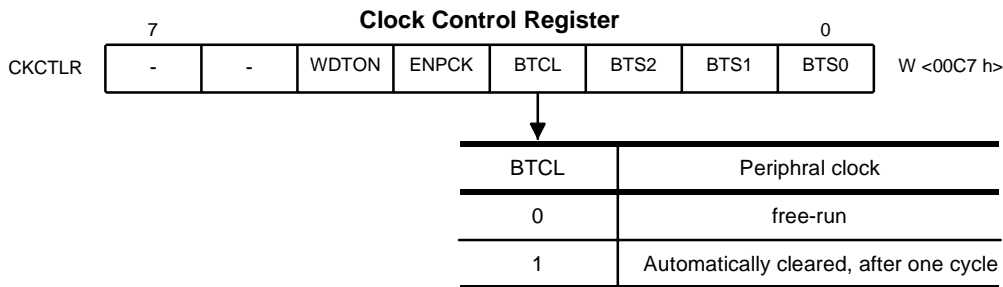 Clock Control Register
7 0
CKCTLR - - WDTON ENPCK BTCL BTS2 BTS1 BTS0 W <00C7 h>
BTCL Periphral clock
0 free-run
1 Automatically cleared, after one cycle